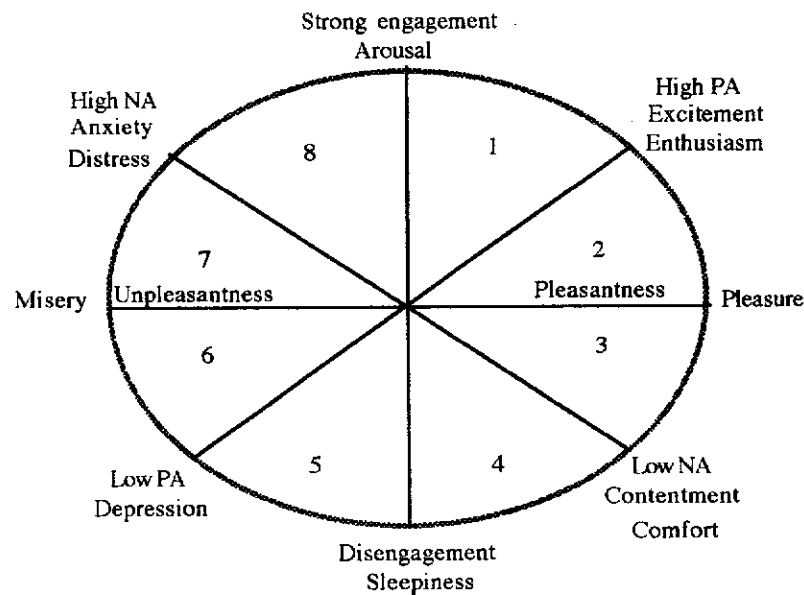 Strong engagement
Arousal
High NA
Anxiety
Distress
High PA
Excitement
Enthusiasm
8
1
7
2
Misery
Unpleasantness
Pleasantness
Pleasure
6
3
5
4
Low PA
Depression
Low NA
Contentment
Comfort
Disengagement
Sleepiness